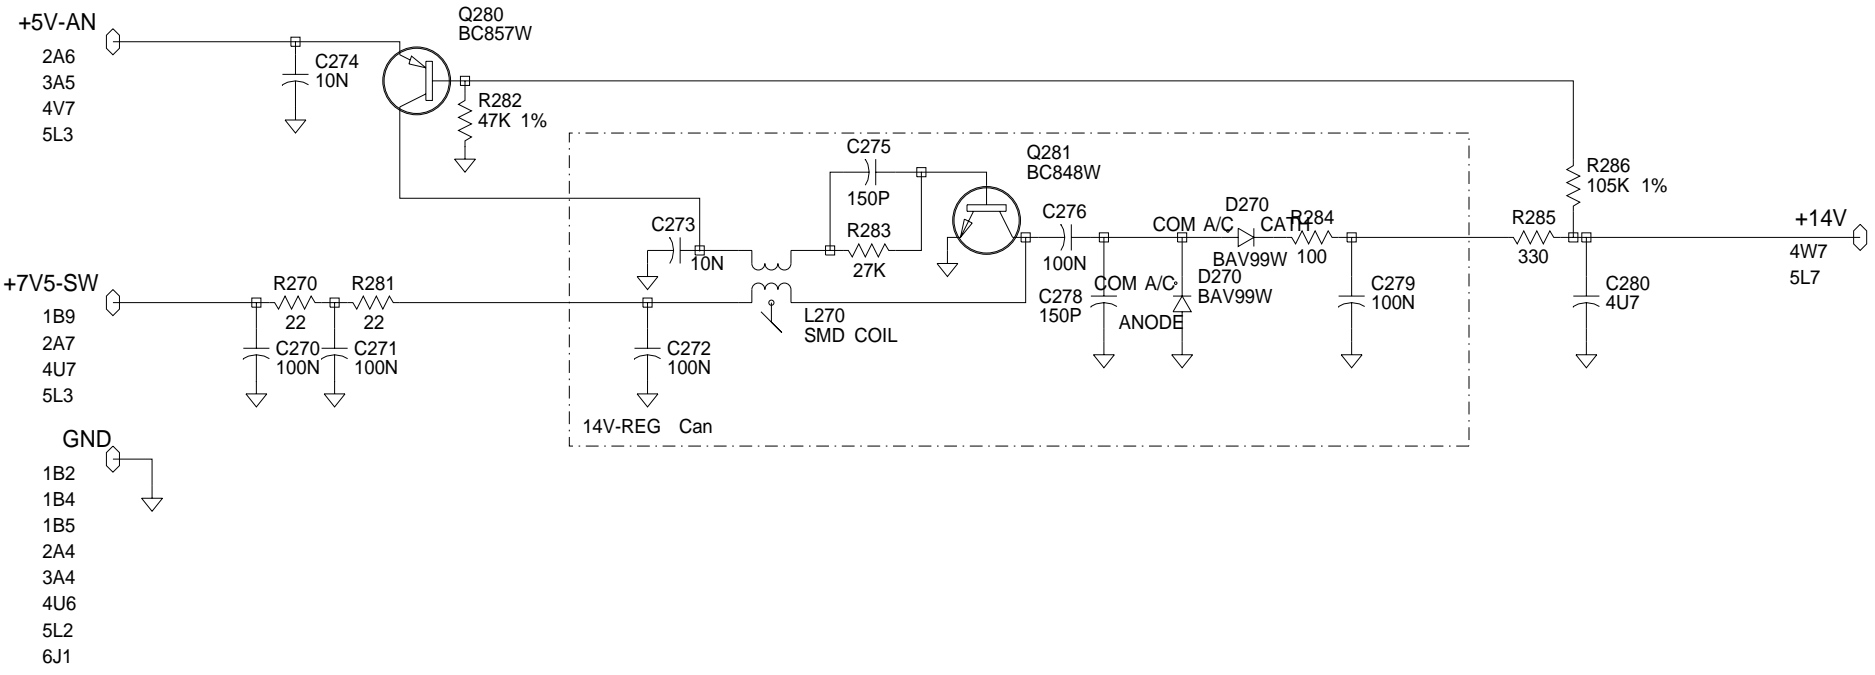 +5V-AN
2A6
3A5
4V7
5L3
C274
10N
Q280
BC857W
R282
47K 1%
C275
150P
Q281
BC848W
R286
105K 1%
C273
10N
R283
27K
C276
100N
COM A/C
D270
CATH
BAV99W
R284
100
R285
330
+14V
4W7
5L7
+7V5-SW
1B9
2A7
4U7
5L3
R270
22
R281
22
C270
100N
C271
100N
C272
100N
L270
SMD COIL
C278
150P
COM A/C
D270
BAV99W
ANODE
C279
100N
C280
4U7
14V-REG Can
GND
1B2
1B4
1B5
2A4
3A4
4U6
5L2
6J1